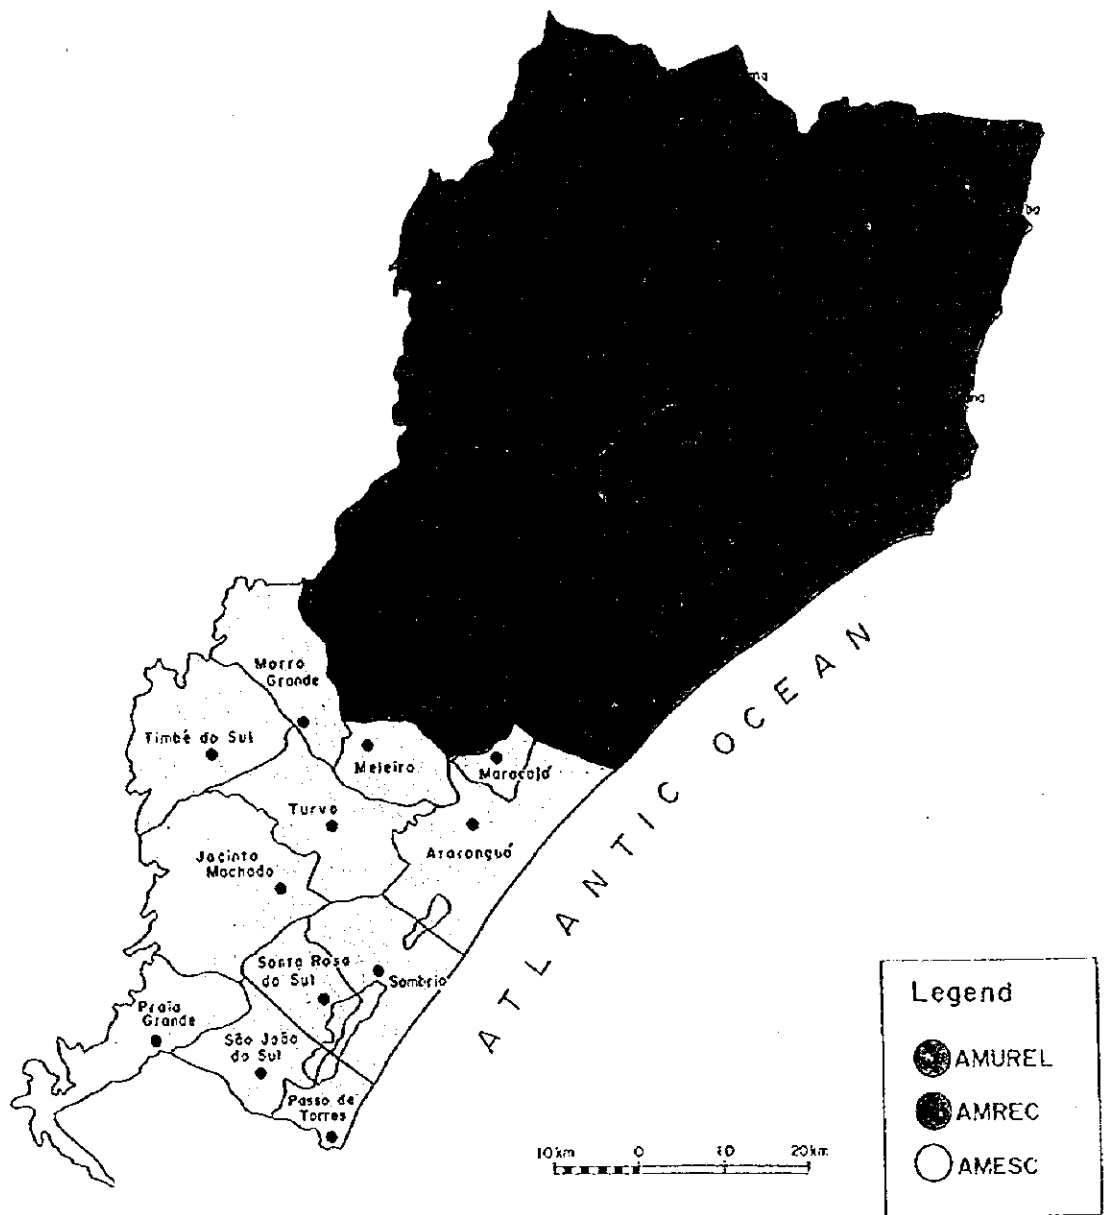 Morro
Grande
Timbé do Sul
Meleiro
Maracajá
Turvo
Araranguá
Jacinto
Machado
Santa Rosa
do Sul
Sombrio
Praia
Grande
São João
do Sul
Passo de
Torres
ATLANTIC OCEAN
10km 0 10 20km
Legend
AMUREL
AMREC
AMESC